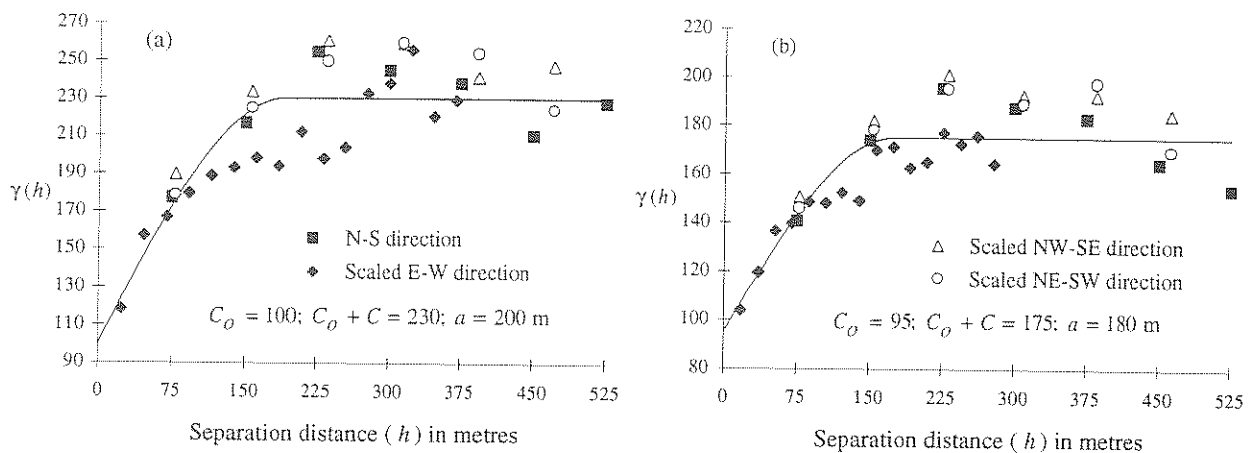 (a)
270
250
230
210
190
170
150
130
110
90
γ(h)
N-S direction
Scaled E-W direction
C_O = 100; C_O + C = 230; a = 200 m
0 75 150 225 300 375 450 525
Separation distance ( h ) in metres
(b)
220
200
180
160
140
120
100
80
γ(h)
Scaled NW-SE direction
Scaled NE-SW direction
C_O = 95; C_O + C = 175; a = 180 m
0 75 150 225 300 375 450 525
Separation distance ( h ) in metres